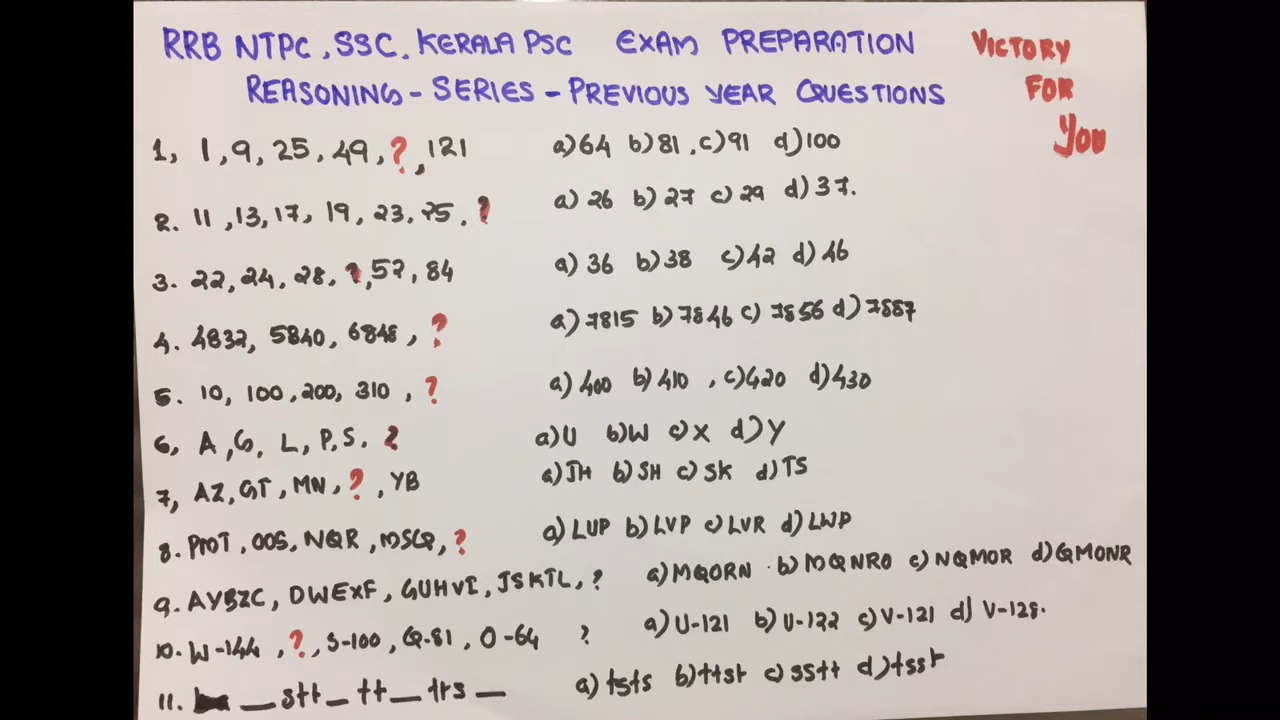 RRB NTPC, SSC, KERALA PSC EXAM PREPARATION
REASONING - SERIES - PREVIOUS YEAR QUESTIONS
VICTORY
FOR
YOU
1, 1, 9, 25, 49, ?, 121 a) 64 b) 81, c) 91 d) 100
2. 11, 13, 17, 19, 23, 25, ? a) 26 b) 27 c) 29 d) 37.
3. 22, 24, 28, ?, 52, 84 a) 36 b) 38 c) 42 d) 46
4. 4832, 5840, 6848, ? a) 7815 b) 7846 c) 7856 d) 7887
5. 10, 100, 200, 310, ? a) 400 b) 410, c) 420 d) 430
6, A, G, L, P, S. ? a) U b) W c) X d) Y
7, AZ, GT, MN, ?, YB a) JH b) SH c) SK d) TS
8. PMOT, OOS, NQR, MSQ, ? a) LUP b) LVP c) LVR d) LWP
9. AYBZC, DWEXF, GUHVI, JSKTL, ? a) MQORN b) MQNRO c) NQMOR d) QMONR
10. W-144, ?, S-100, Q-81, O-64 ? a) U-121 b) U-122 c) V-121 d) V-128.
11. _ stt _ tt _ tts _ a) tsts b) ttst c) sstt d) tsst